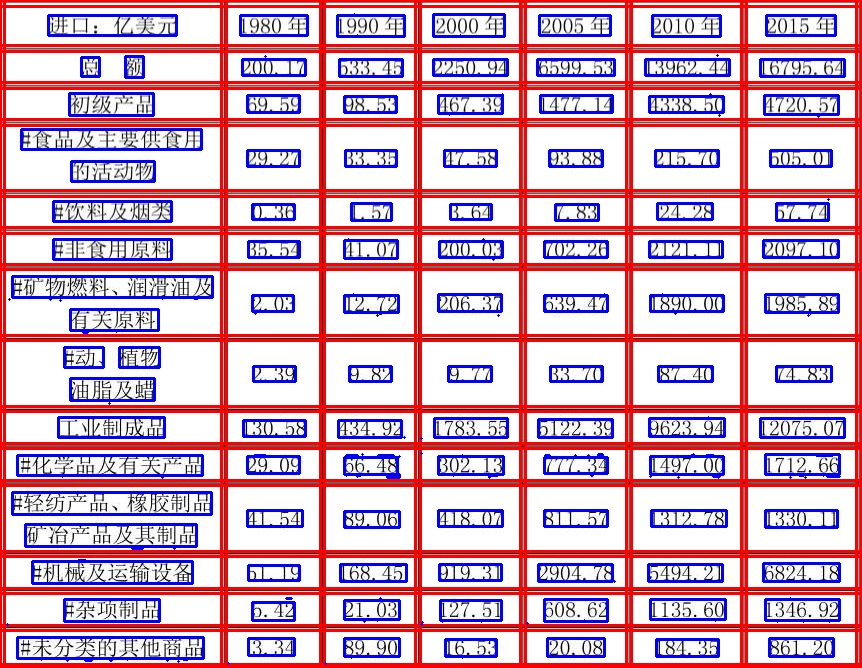 进口：亿美元 1980 年 1990 年 2000 年 2005 年 2010 年 2015 年
总 额 200.17 533.45 2250.94 6599.53 13962.44 16795.64
初级产品 69.59 98.53 467.39 1477.14 4338.50 4720.57
#食品及主要供食用
的活动物 29.27 33.35 47.58 93.88 215.70 505.01
#饮料及烟类 0.36 1.57 3.64 7.83 24.28 57.74
#非食用原料 35.54 41.07 200.03 702.26 2121.11 2097.10
#矿物燃料、润滑油及
有关原料 2.03 12.72 206.37 639.47 1890.00 1985.89
#动、植物
油脂及蜡 2.39 9.82 9.77 33.70 87.40 74.83
工业制成品 130.58 434.92 1783.55 5122.39 9623.94 12075.07
#化学品及有关产品 29.09 66.48 302.13 777.34 1497.00 1712.66
#轻纺产品、橡胶制品
矿冶产品及其制品 41.54 89.06 418.07 811.57 1312.78 1330.11
#机械及运输设备 51.19 168.45 919.31 2904.78 5494.21 6824.18
#杂项制品 5.42 21.03 127.51 608.62 1135.60 1346.92
#未分类的其他商品 3.34 89.90 16.53 20.08 184.35 861.20